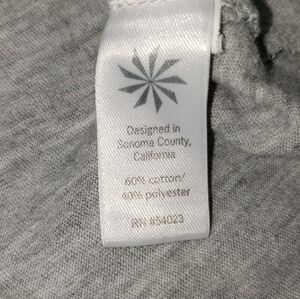 Designed in
Sonoma County,
California
60% cotton/
40% polyester
RN #54023